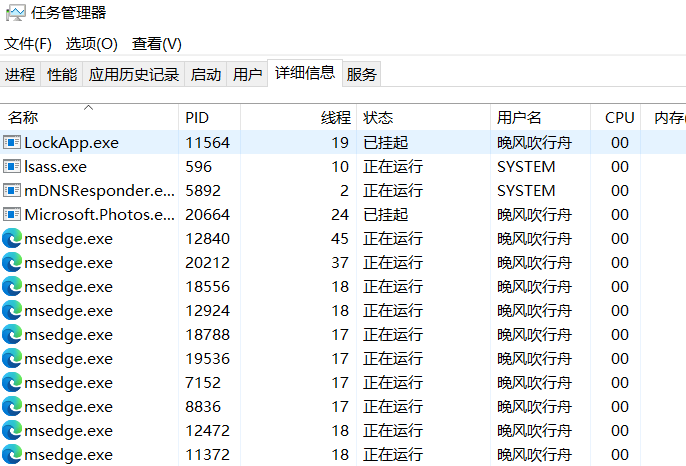 任务管理器
文件(F) 选项(O) 查看(V)
进程 性能 应用历史记录 启动 用户 详细信息 服务
名称 PID 线程 状态 用户名 CPU 内存(
LockApp.exe 11564 19 已挂起 晚风吹行舟 00
lsass.exe 596 10 正在运行 SYSTEM 00
mDNSResponder.e... 5892 2 正在运行 SYSTEM 00
Microsoft.Photos.e... 20664 24 已挂起 晚风吹行舟 00
msedge.exe 12840 45 正在运行 晚风吹行舟 00
msedge.exe 20212 37 正在运行 晚风吹行舟 00
msedge.exe 18556 18 正在运行 晚风吹行舟 00
msedge.exe 12924 18 正在运行 晚风吹行舟 00
msedge.exe 18788 17 正在运行 晚风吹行舟 00
msedge.exe 19536 17 正在运行 晚风吹行舟 00
msedge.exe 7152 17 正在运行 晚风吹行舟 00
msedge.exe 8836 17 正在运行 晚风吹行舟 00
msedge.exe 12472 18 正在运行 晚风吹行舟 00
msedge.exe 11372 18 正在运行 晚风吹行舟 00